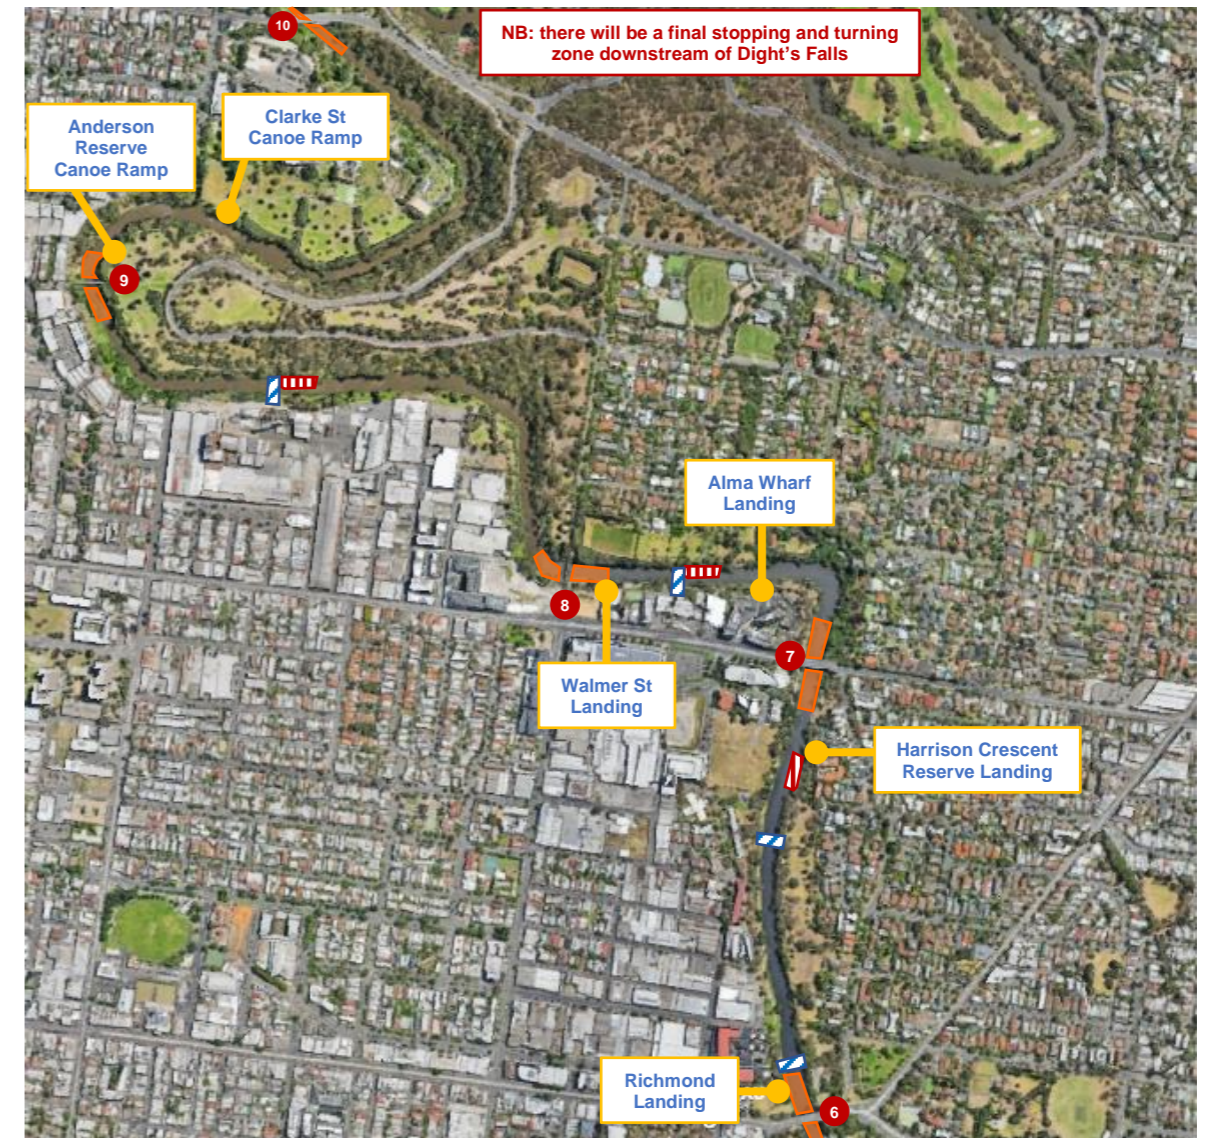 10
NB: there will be a final stopping and turning
zone downstream of Dight's Falls
Clarke St
Canoe Ramp
Anderson
Reserve
Canoe Ramp
9
Alma Wharf
Landing
8
7
Walmer St
Landing
Harrison Crescent
Reserve Landing
Richmond
Landing
6